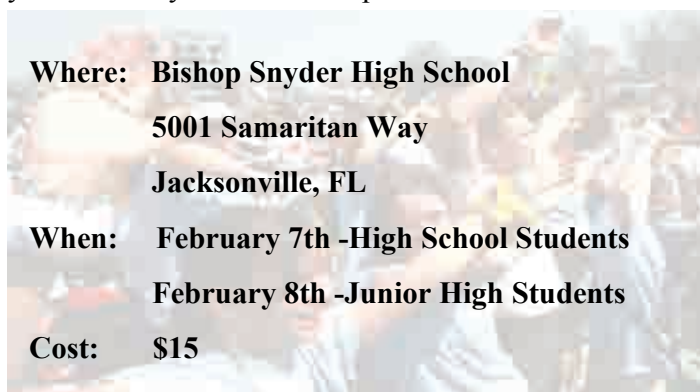 Where: Bishop Snyder High School
5001 Samaritan Way
Jacksonville, FL
When: February 7th -High School Students
February 8th -Junior High Students
Cost: $15